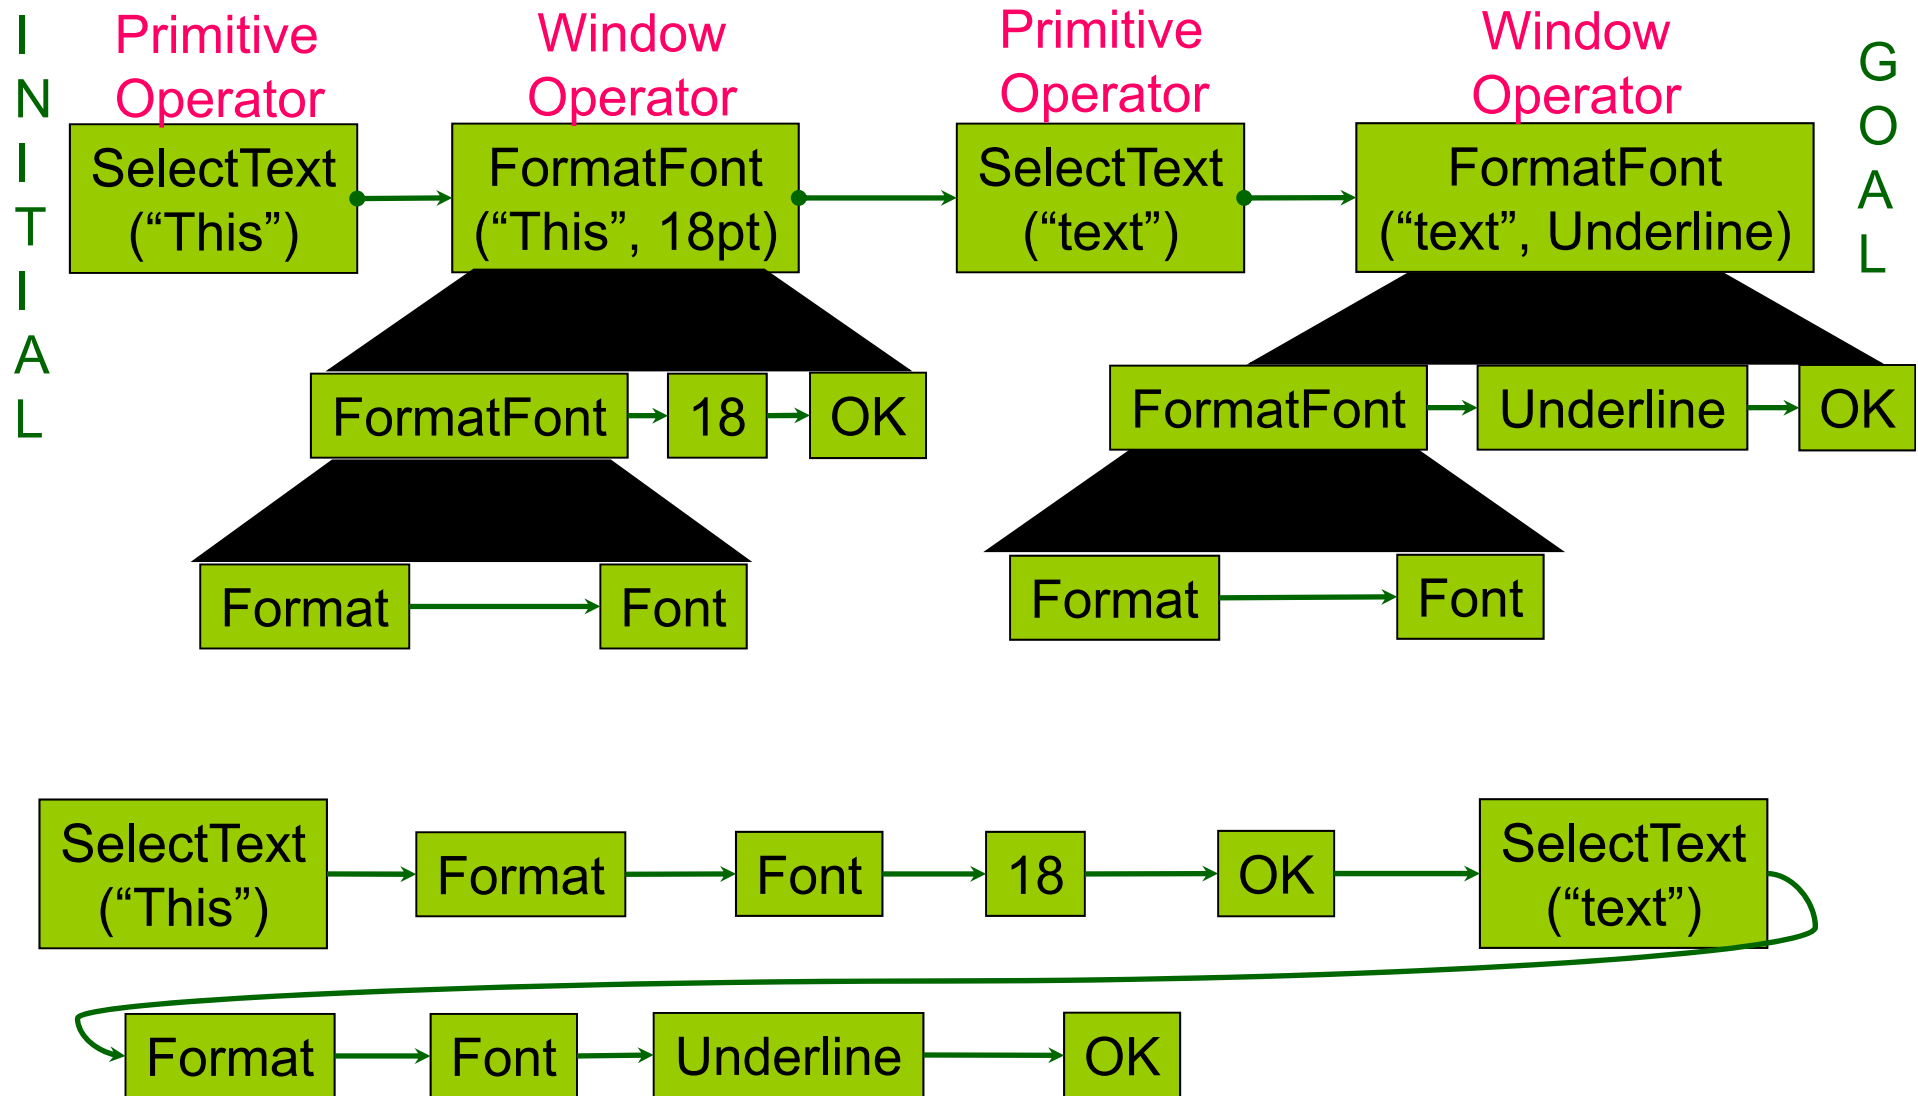 INITIAL
Primitive
Operator
Window
Operator
Primitive
Operator
Window
Operator
GOAL
SelectText
(“This”)
FormatFont
(“This”, 18pt)
SelectText
(“text”)
FormatFont
(“text”, Underline)
FormatFont
18
OK
FormatFont
Underline
OK
Format
Font
Format
Font
SelectText
(“This”)
Format
Font
18
OK
SelectText
(“text”)
Format
Font
Underline
OK